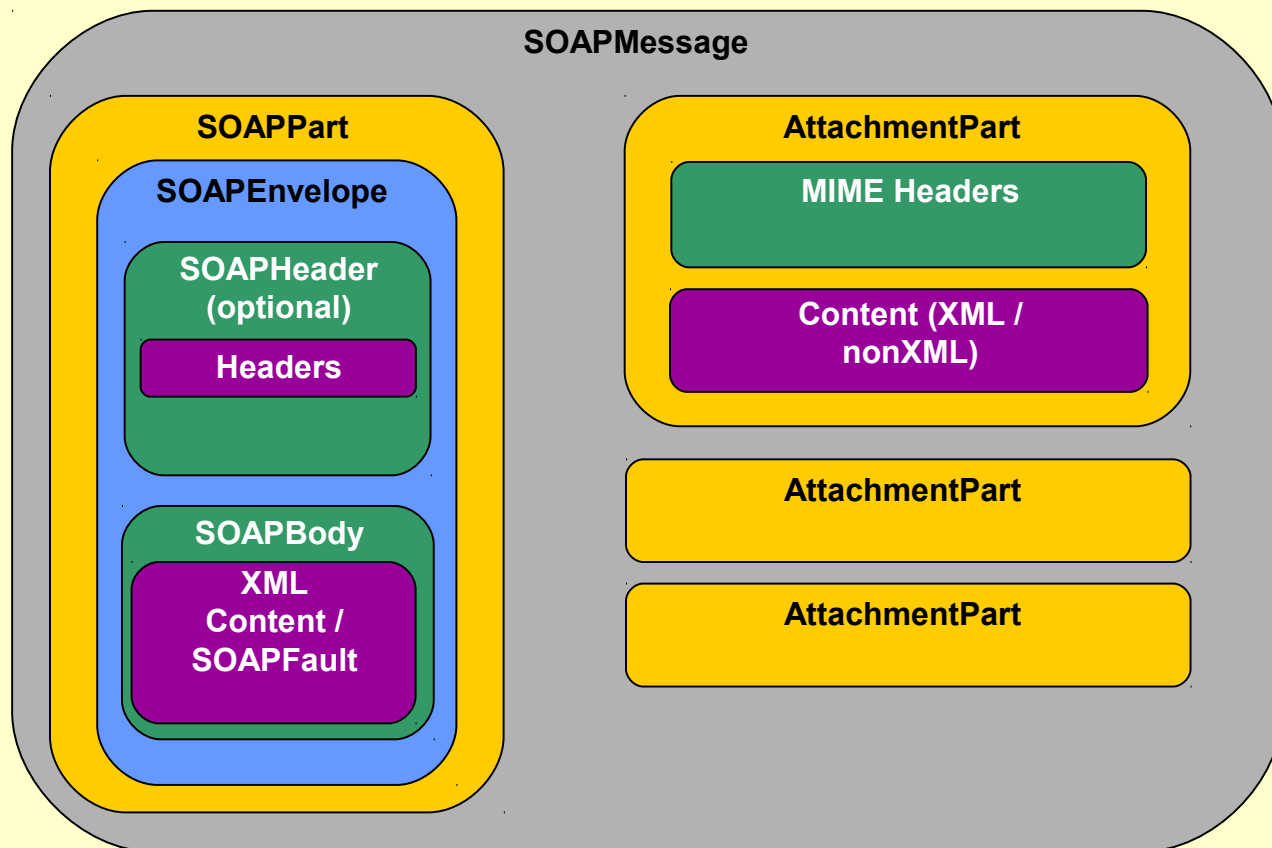 SOAPMessage
SOAPPart
SOAPEnvelope
SOAPHeader
(optional)
Headers
SOAPBody
XML
Content /
SOAPFault
AttachmentPart
MIME Headers
Content (XML /
nonXML)
AttachmentPart
AttachmentPart